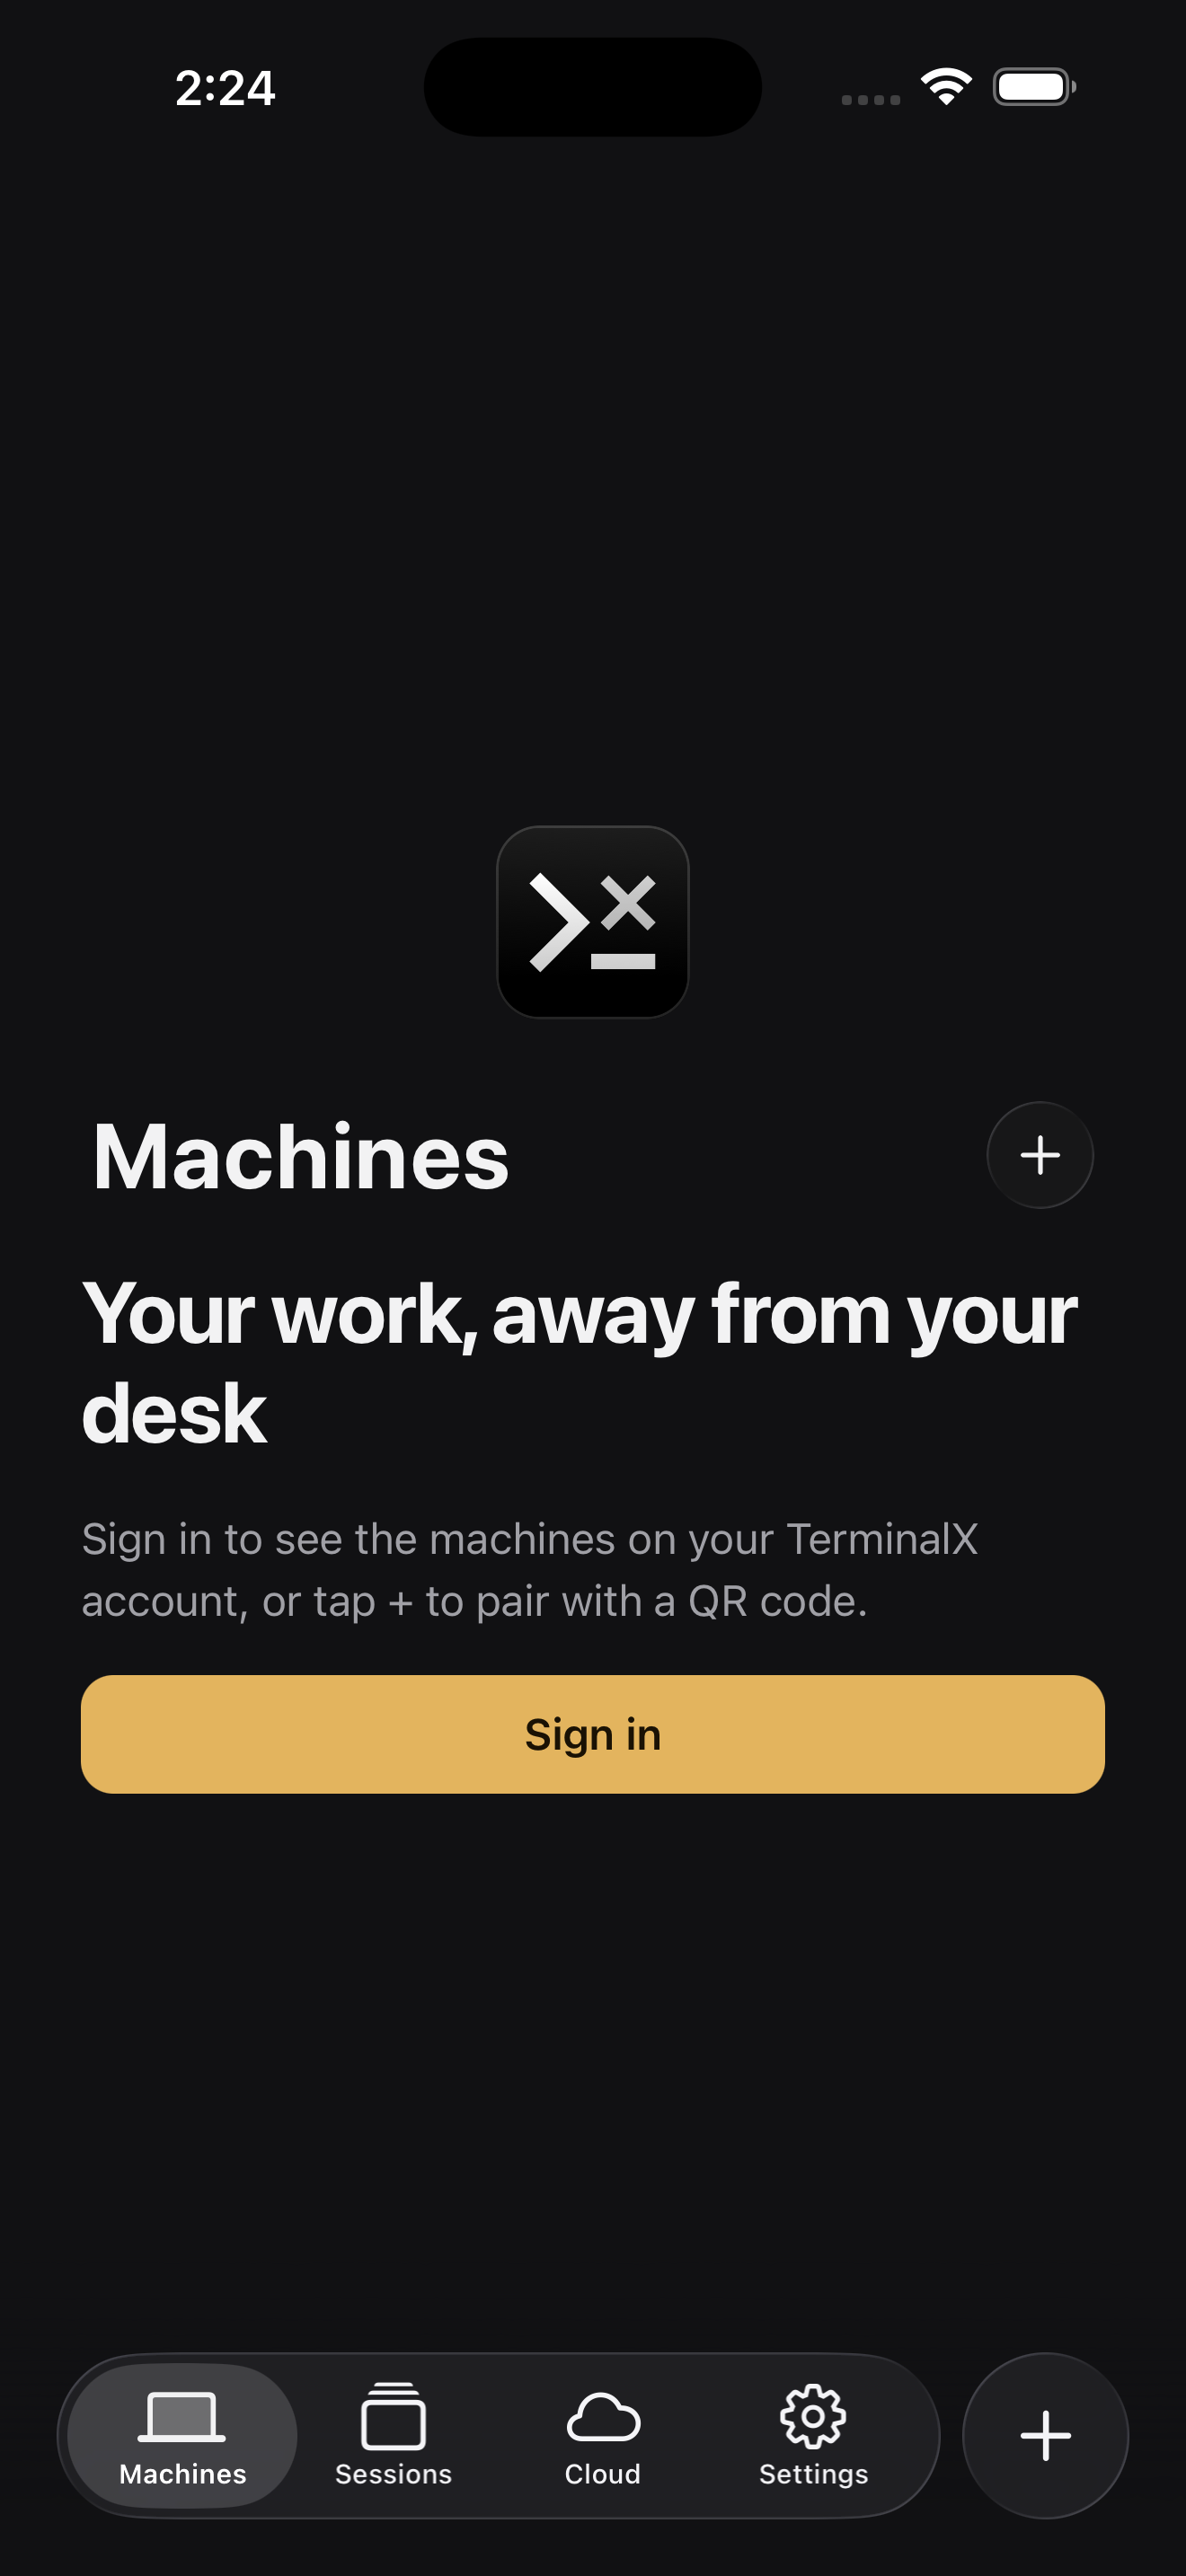 2:24
Machines
Your work, away from your
desk
Sign in to see the machines on your TerminalX
account, or tap + to pair with a QR code.
Sign in
Machines
Sessions
Cloud
Settings